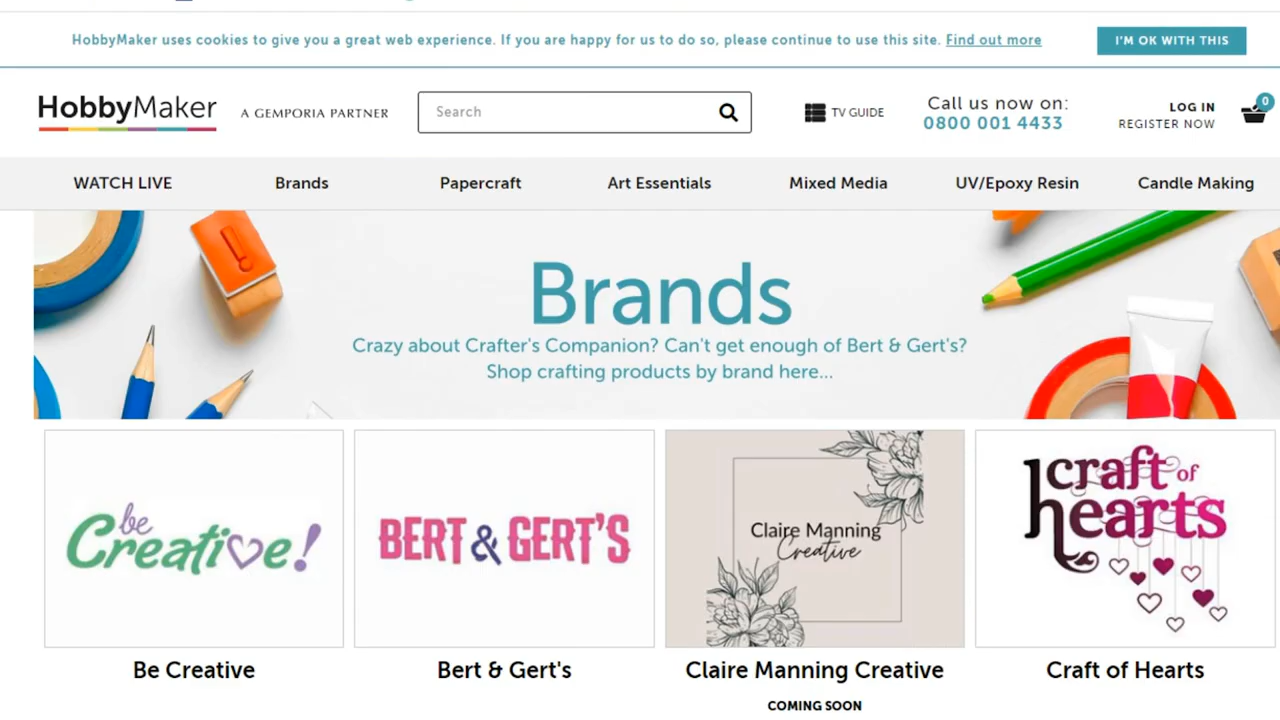 HobbyMaker uses cookies to give you a great web experience. If you are happy for us to do so, please continue to use this site. Find out more
I'M OK WITH THIS
HobbyMaker
A GEMPORIA PARTNER
Search
TV GUIDE
Call us now on:
0800 001 4433
LOG IN
REGISTER NOW
0
WATCH LIVE
Brands
Papercraft
Art Essentials
Mixed Media
UV/Epoxy Resin
Candle Making
Brands
Crazy about Crafter's Companion? Can't get enough of Bert & Gert's?
Shop crafting products by brand here...
be
Creative!
BERT & GERT'S
Claire Manning
Creative
craft of
hearts
Be Creative
Bert & Gert's
Claire Manning Creative
Craft of Hearts
COMING SOON